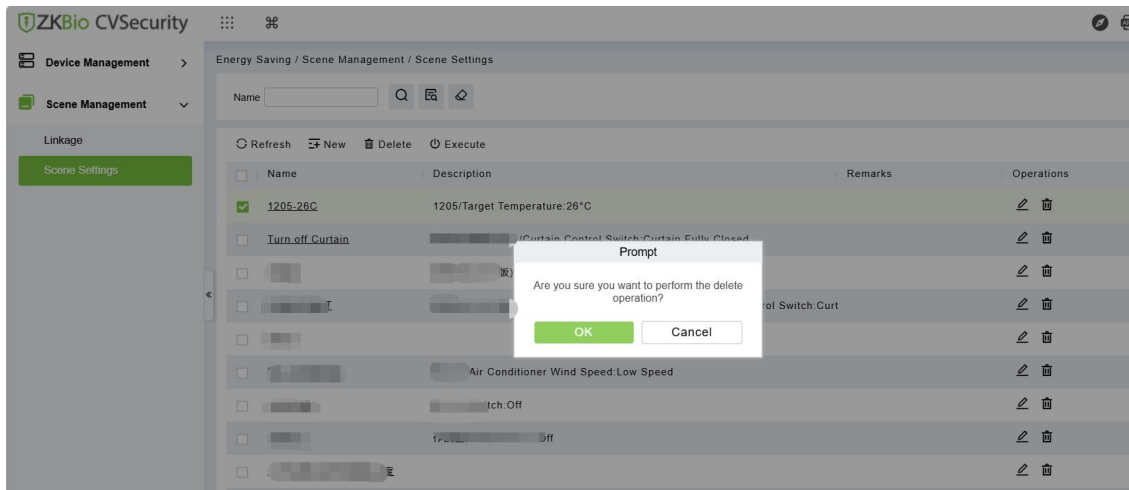 ZKBio CVSecurity
Device Management
Scene Management
Linkage
Scene Settings
Energy Saving / Scene Management / Scene Settings
Name
Refresh New Delete Execute
Name Description Remarks Operations
1205-26C 1205/Target Temperature:26°C
Turn off Curtain /Curtain Control Switch:Curtain Fully Closed
饭)
Prompt
Are you sure you want to perform the delete
operation?
OK Cancel
rol Switch:Curt
Air Conditioner Wind Speed:Low Speed
tch:Off
Off
度